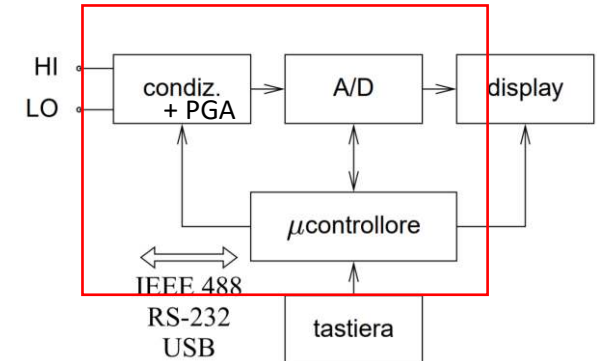 HI
LO
condiz.
+ PGA
A/D
display
μcontrollore
IEEE 488
RS-232
USB
tastiera